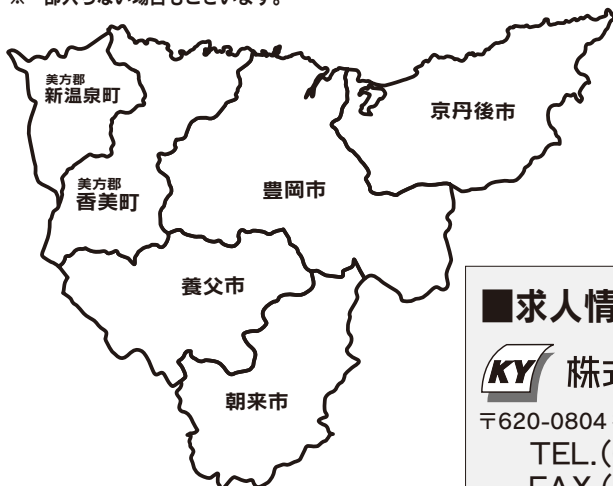 ※一部入らない場合もございます。
美方郡
新温泉町
京丹後市
美方郡
香美町
豊岡市
養父市
朝来市
■求人情
KY 株式
〒620-0804
TEL.(
FAX.(